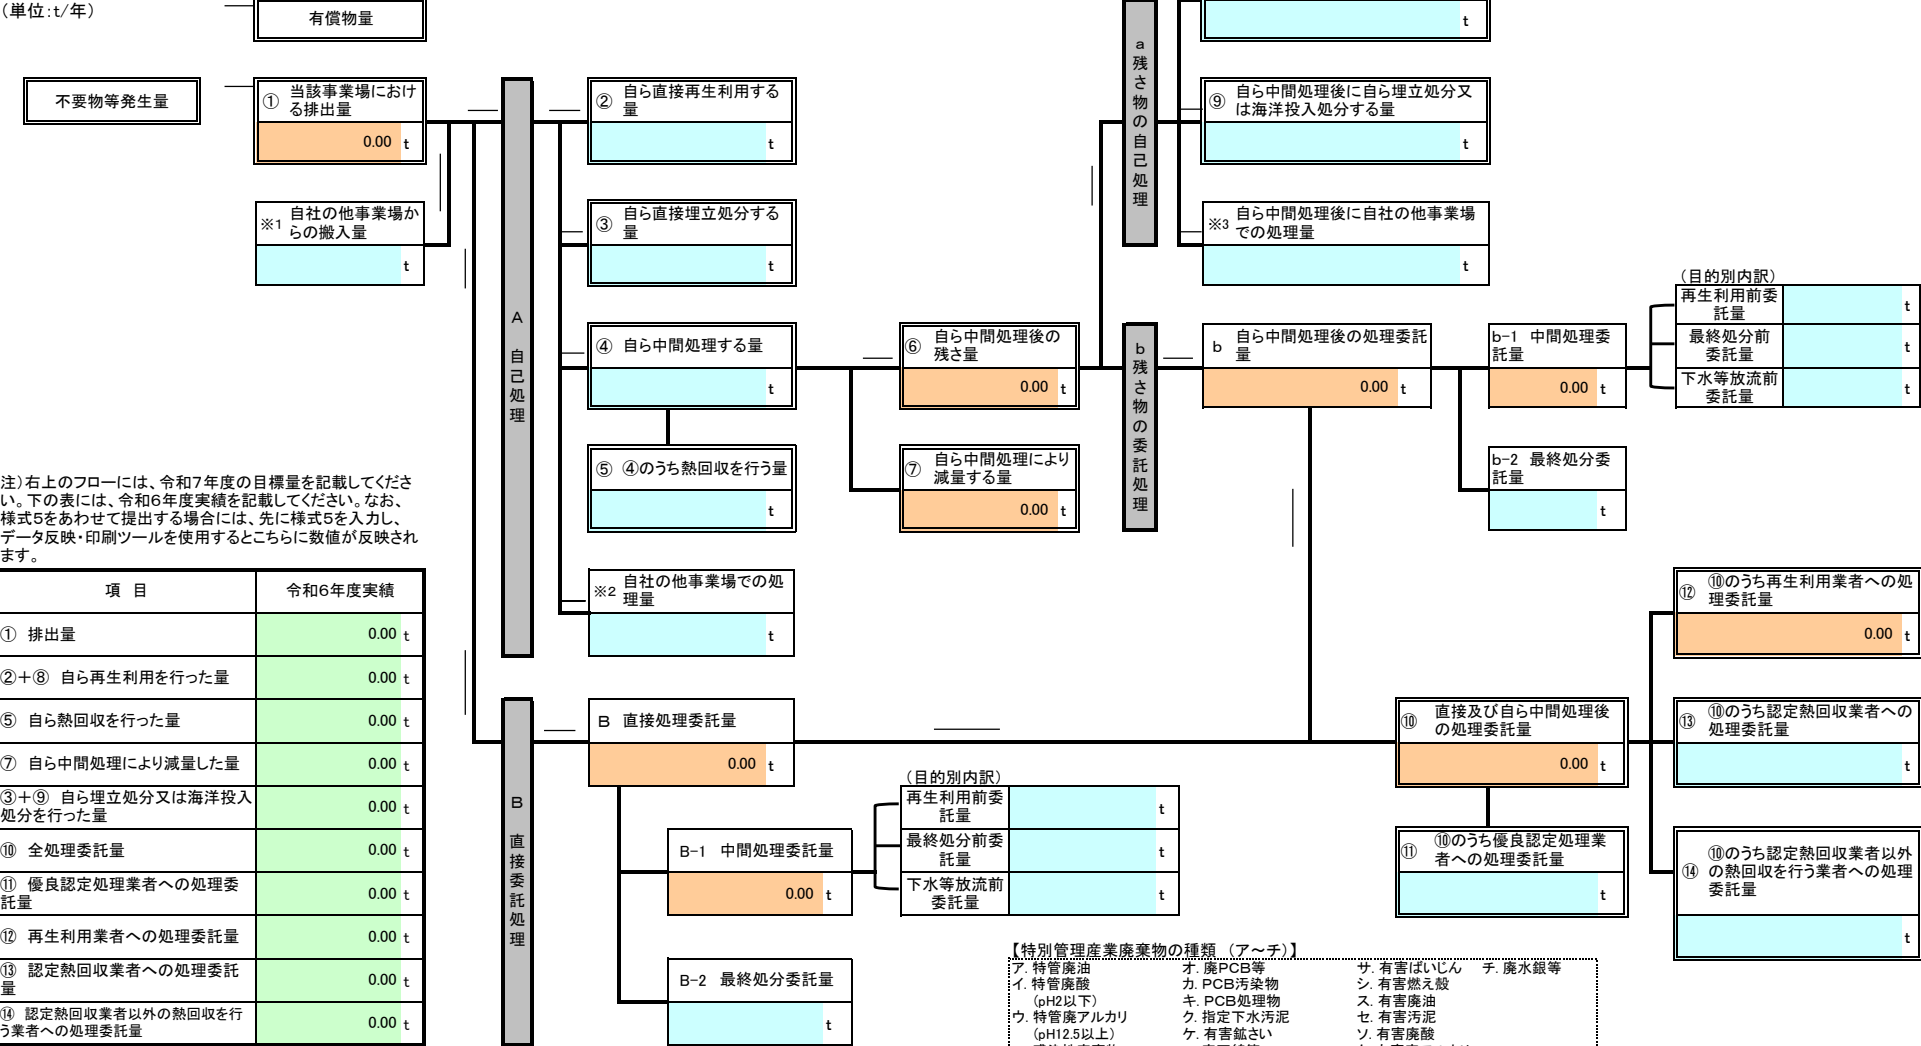 （単位:t/年）
有償物量
t
不要物等発生量
① 当該事業場におけ
る排出量
0.00 t
② 自ら直接再生利用する
量
t
a 残さ物の自己処理
⑨ 自ら中間処理後に自ら埋立処分又
は海洋投入処分する量
t
※1 自社の他事業場か
らの搬入量
t
③ 自ら直接埋立処分する
量
t
※3 自ら中間処理後に自社の他事業場
での処理量
t
A 自己処理
④ 自ら中間処理する量
t
⑥ 自ら中間処理後の
残さ量
0.00 t
b 残さ物の委託処理
b 自ら中間処理後の処理委託
量
0.00 t
b-1 中間処理委
託量
0.00 t
（目的別内訳）
再生利用前委
託量
t
最終処分前
委託量
t
下水等放流前
委託量
t
⑤ ④のうち熱回収を行う量
t
⑦ 自ら中間処理により
減量する量
0.00 t
b-2 最終処分委
託量
t
注）右上のフローには、令和7年度の目標量を記載してくださ
い。下の表には、令和6年度実績を記載してください。なお、
様式5をあわせて提出する場合には、先に様式5を入力し、
データ反映・印刷ツールを使用するとこちらに数値が反映され
ます。
項 目 令和6年度実績
① 排出量 0.00 t
②＋⑧ 自ら再生利用を行った量 0.00 t
⑤ 自ら熱回収を行った量 0.00 t
⑦ 自ら中間処理により減量した量 0.00 t
③＋⑨ 自ら埋立処分又は海洋投入
処分を行った量 0.00 t
⑩ 全処理委託量 0.00 t
⑪ 優良認定処理業者への処理委
託量 0.00 t
⑫ 再生利用業者への処理委託量 0.00 t
⑬ 認定熱回収業者への処理委託
量 0.00 t
⑭ 認定熱回収業者以外の熱回収を行
う業者への処理委託量 0.00 t
※2 自社の他事業場での処
理量
t
B 直接委託処理
B 直接処理委託量
0.00 t
B-1 中間処理委託量
0.00 t
（目的別内訳）
再生利用前委
託量
t
最終処分前委
託量
t
下水等放流前
委託量
t
B-2 最終処分委託量
t
⑩ 直接及び自ら中間処理後
の処理委託量
0.00 t
⑪ ⑩のうち優良認定処理業
者への処理委託量
t
⑫ ⑩のうち再生利用業者への処
理委託量
0.00 t
⑬ ⑩のうち認定熱回収業者への
処理委託量
t
⑭ ⑩のうち認定熱回収業者以外
の熱回収を行う業者への処理
委託量
t
【特別管理産業廃棄物の種類 （ア～チ）】
ア. 特管廃油 オ. 廃PCB等 サ. 有害ばいじん チ. 廃水銀等
イ. 特管廃酸 カ. PCB汚染物 シ. 有害燃え殻
（pH2以下） キ. PCB処理物 ス. 有害廃油
ウ. 特管廃アルカリ ク. 指定下水汚泥 セ. 有害汚泥
（pH12.5以上） ケ. 有害鉱さい ソ. 有害廃酸